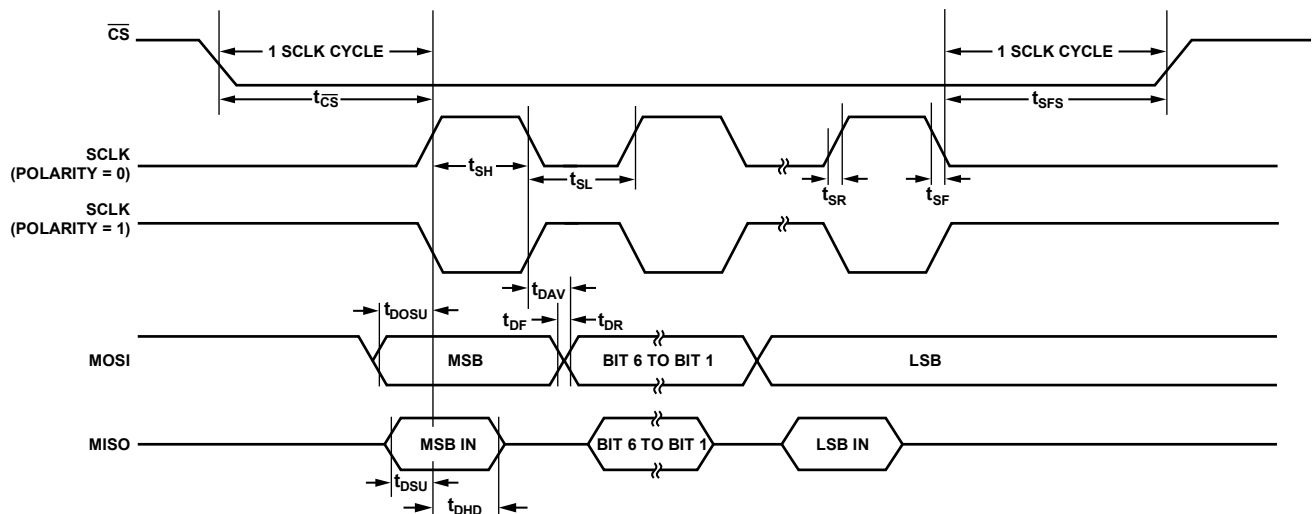 CS
1 SCLK CYCLE
1 SCLK CYCLE
tCS
tSFS
SCLK
(POLARITY = 0)
tSH
tSL
tSR
tSF
SCLK
(POLARITY = 1)
tDAV
tDOSU
tDF
tDR
MOSI
MSB
BIT 6 TO BIT 1
LSB
MISO
MSB IN
BIT 6 TO BIT 1
LSB IN
tDSU
tDHD